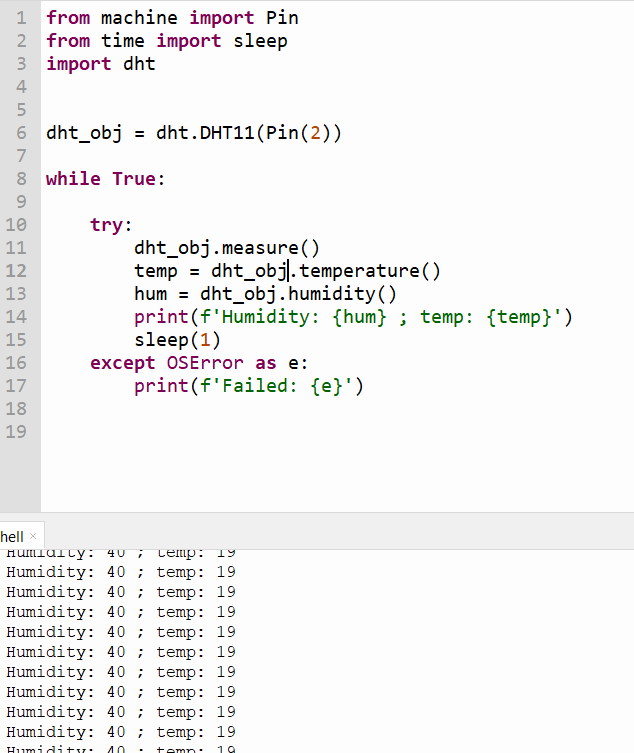 1 from machine import Pin
2 from time import sleep
3 import dht
4
5
6 dht_obj = dht.DHT11(Pin(2))
7
8 while True:
9
10     try:
11         dht_obj.measure()
12         temp = dht_obj.temperature()
13         hum = dht_obj.humidity()
14         print(f'Humidity: {hum} ; temp: {temp}')
15         sleep(1)
16     except OSError as e:
17         print(f'Failed: {e}')
18
19
hell ×
Humidity: 40 ; temp: 19
Humidity: 40 ; temp: 19
Humidity: 40 ; temp: 19
Humidity: 40 ; temp: 19
Humidity: 40 ; temp: 19
Humidity: 40 ; temp: 19
Humidity: 40 ; temp: 19
Humidity: 40 ; temp: 19
Humidity: 40 ; temp: 19
Humidity: 40 ; temp: 19
Humidity: 40 ; temp: 19